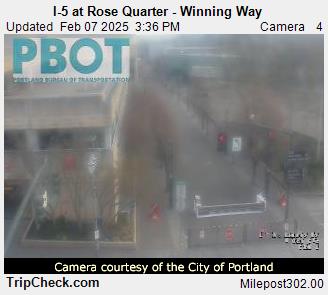 I-5 at Rose Quarter - Winning Way
Updated Feb 07 2025 3:36 PM Camera 4
PBOT
PORTLAND BUREAU OF TRANSPORTATION
Camera courtesy of the City of Portland
TripCheck.com Milepost302.00